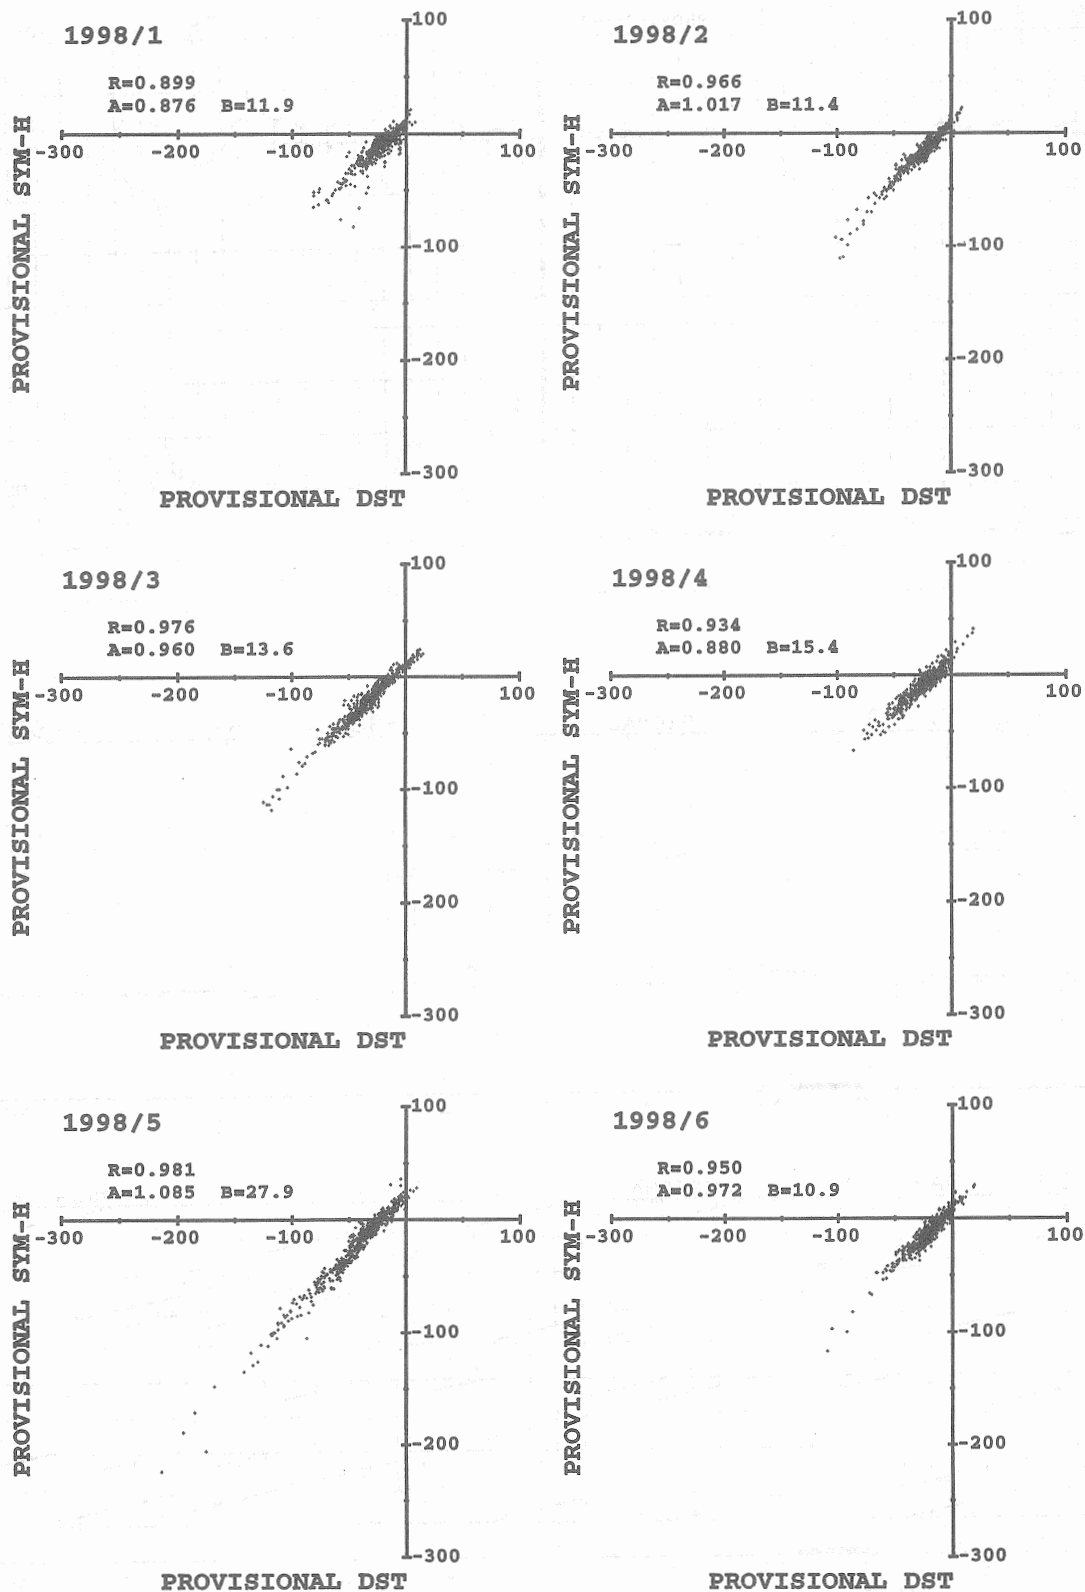 1998/1
R=0.899
A=0.876 B=11.9
100
-300 -200 -100 100
-100
-200
-300
PROVISIONAL SYM-H
PROVISIONAL DST
1998/2
R=0.966
A=1.017 B=11.4
100
-300 -200 -100 100
-100
-200
-300
PROVISIONAL SYM-H
PROVISIONAL DST
1998/3
R=0.976
A=0.960 B=13.6
100
-300 -200 -100 100
-100
-200
-300
PROVISIONAL SYM-H
PROVISIONAL DST
1998/4
R=0.934
A=0.880 B=15.4
100
-300 -200 -100 100
-100
-200
-300
PROVISIONAL SYM-H
PROVISIONAL DST
1998/5
R=0.981
A=1.085 B=27.9
100
-300 -200 -100 100
-100
-200
-300
PROVISIONAL SYM-H
PROVISIONAL DST
1998/6
R=0.950
A=0.972 B=10.9
100
-300 -200 -100 100
-100
-200
-300
PROVISIONAL SYM-H
PROVISIONAL DST